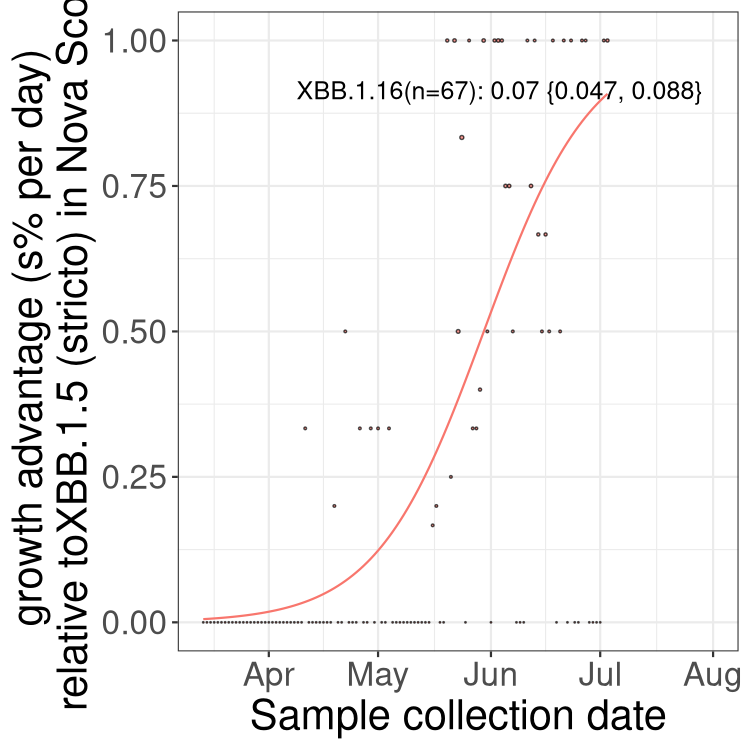 growth advantage (s% per day)
relative toXBB.1.5 (stricto) in Nova Sco
1.00
0.75
0.50
0.25
0.00
XBB.1.16(n=67): 0.07 {0.047, 0.088}
Apr May Jun Jul Aug
Sample collection date